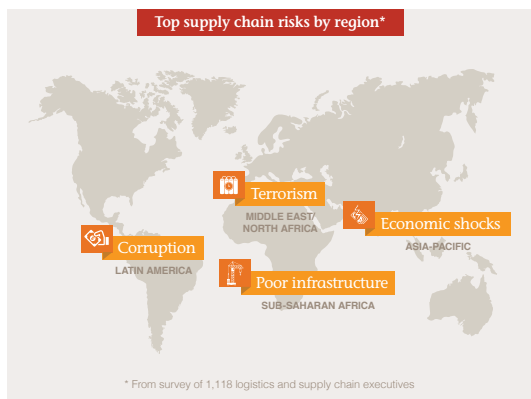 Top supply chain risks by region*
Terrorism
MIDDLE EAST/
NORTH AFRICA
Economic shocks
ASIA-PACIFIC
Corruption
LATIN AMERICA
Poor infrastructure
SUB-SAHARAN AFRICA
* From survey of 1,118 logistics and supply chain executives